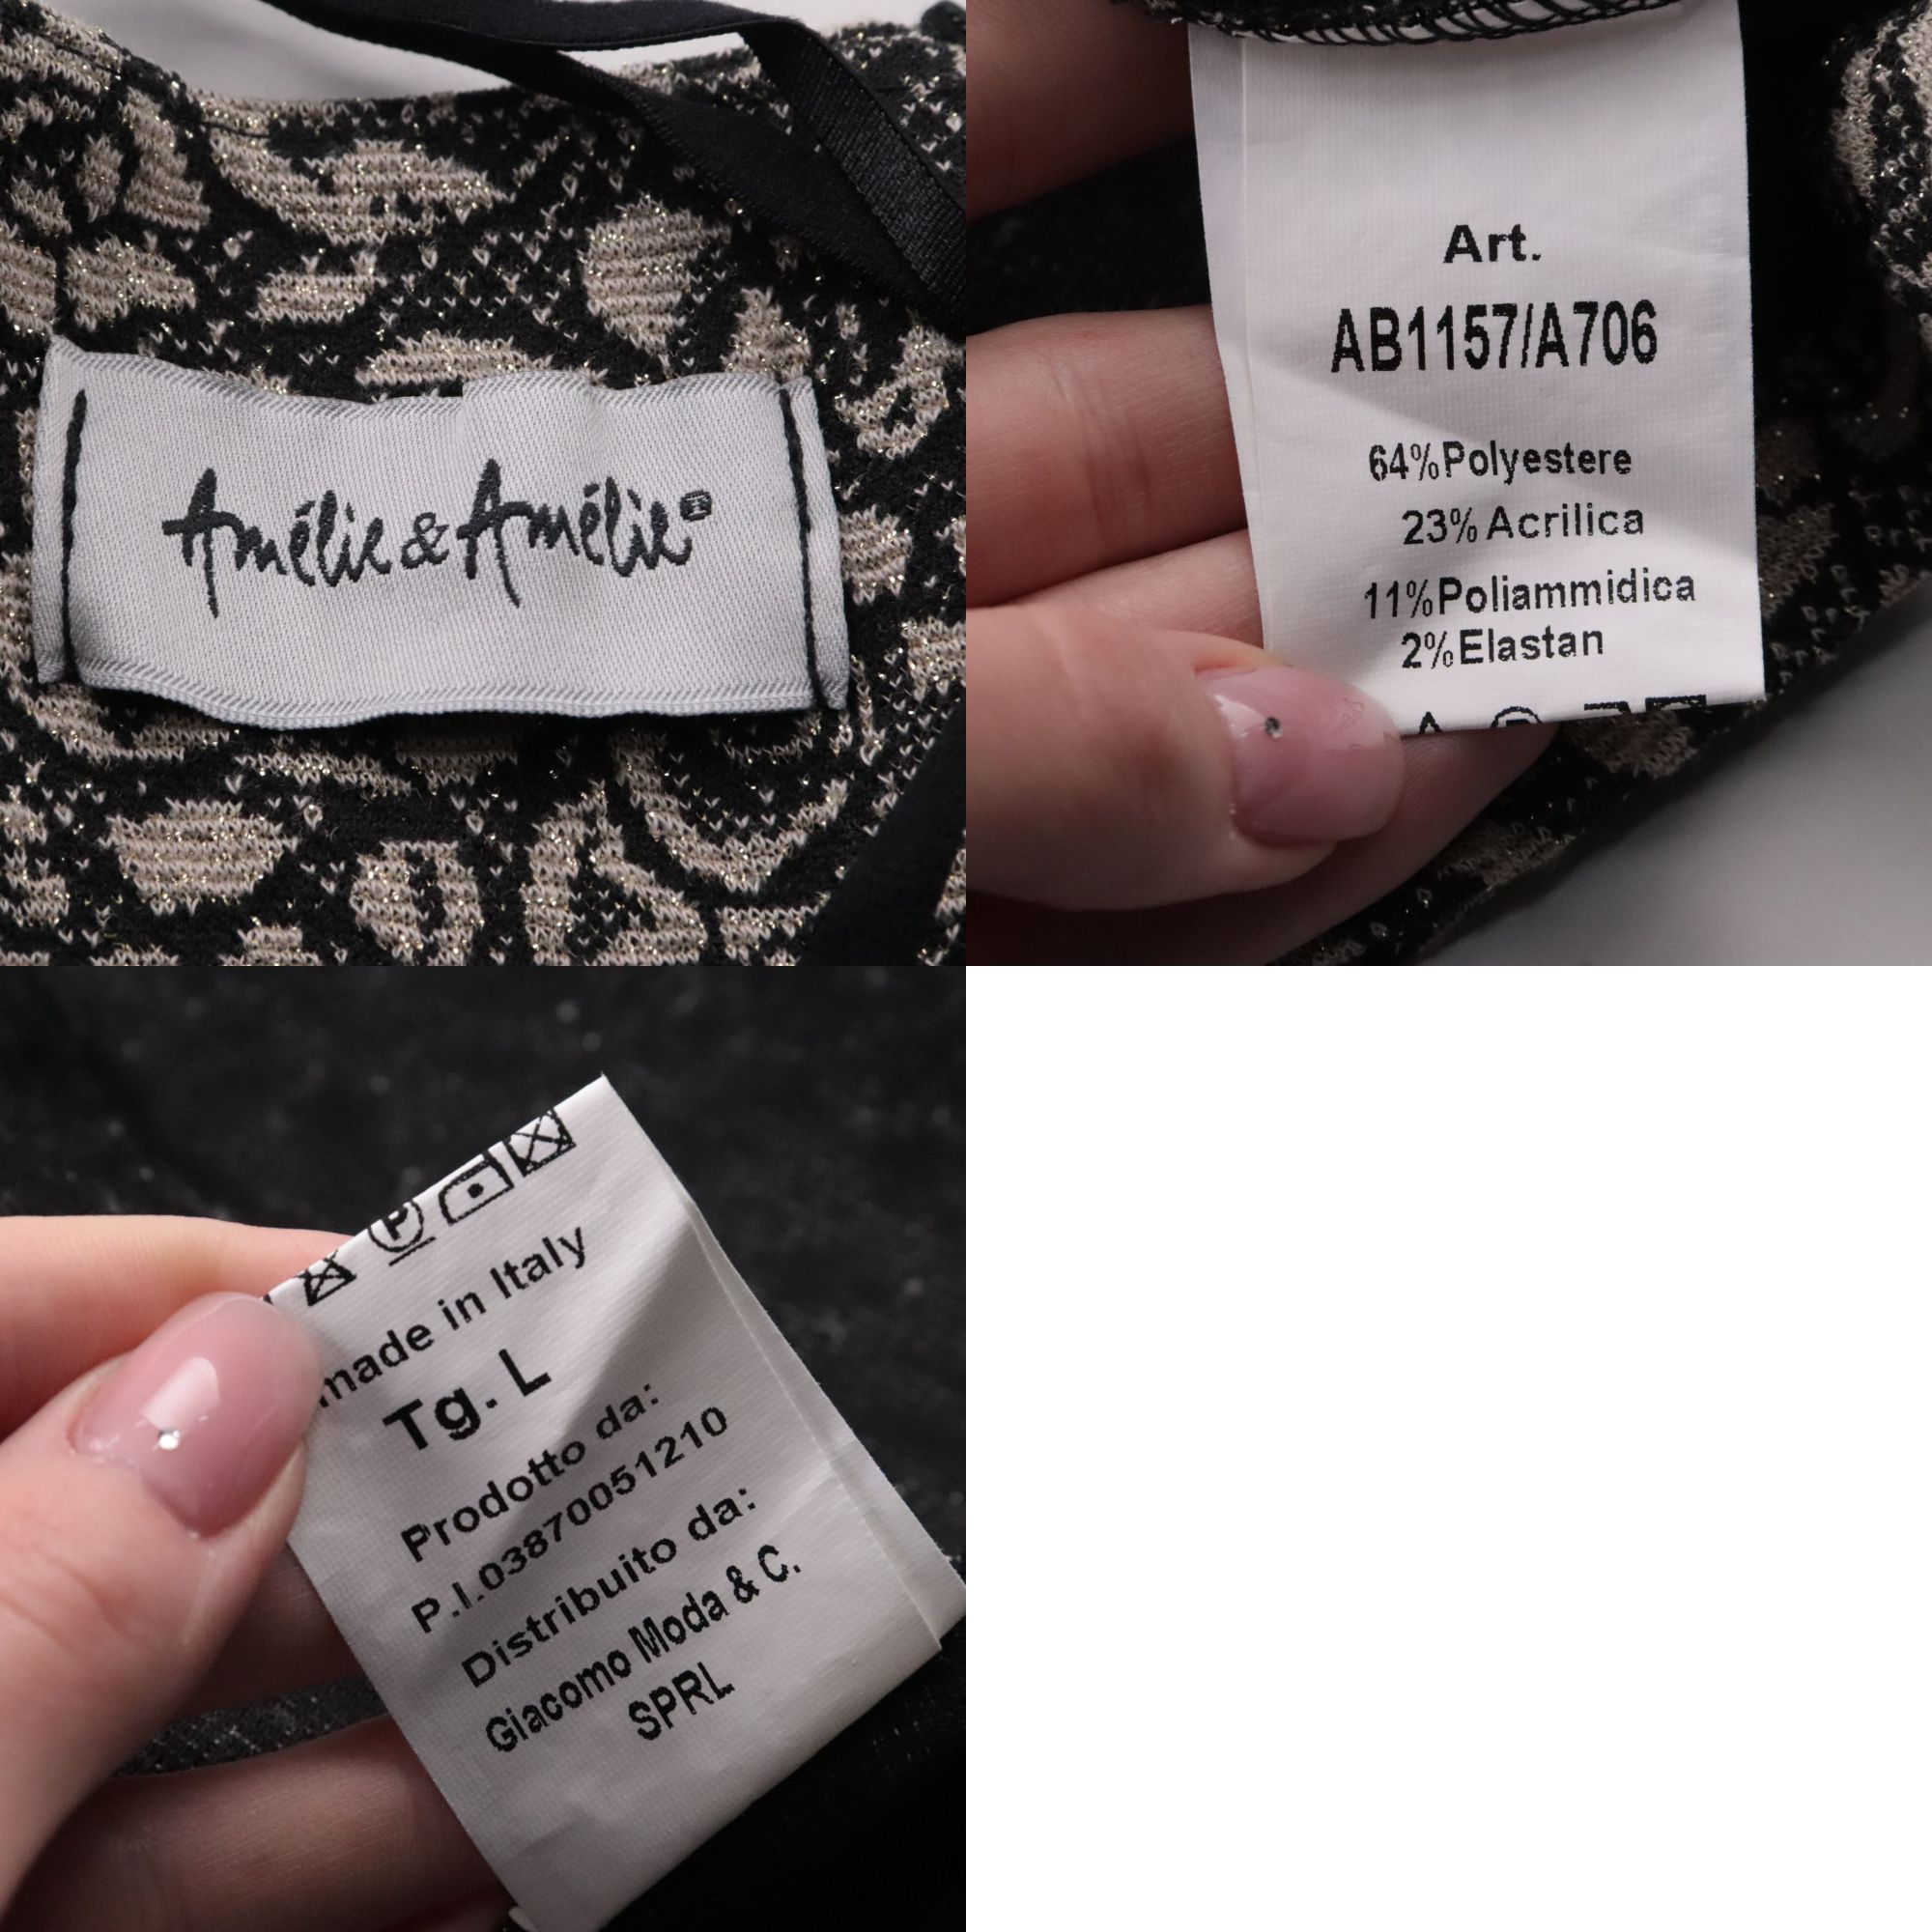 Amélie & Amélie®
Art.
AB1157/A706
64%Polyestere
23%Acrilica
11%Poliammidica
2%Elastan
P
made in Italy
Tg. L
Prodotto da:
P.I.03870051210
Distribuito da:
Giacomo Moda & C.
SPRL